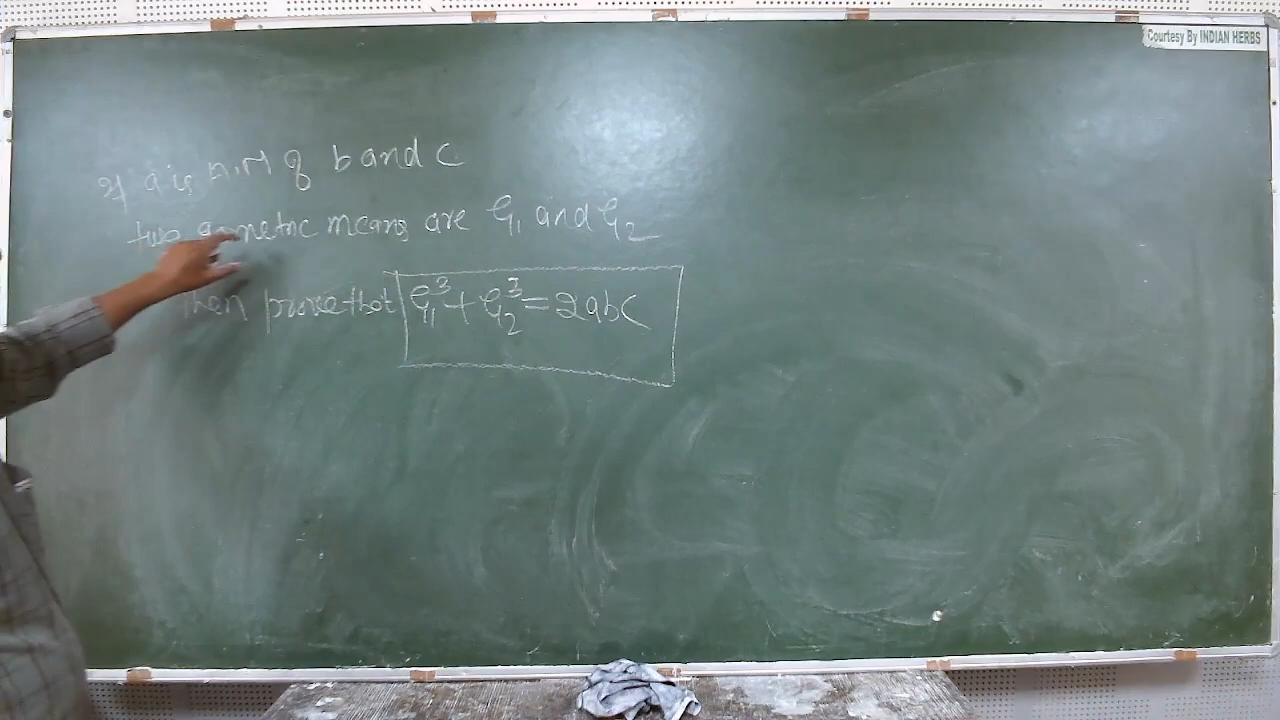 Courtesy By INDIAN HERBS
If a is A.M of b and c
two geometric means are G₁ and G₂
then prove that G₁³ + G₂³ = 2abc